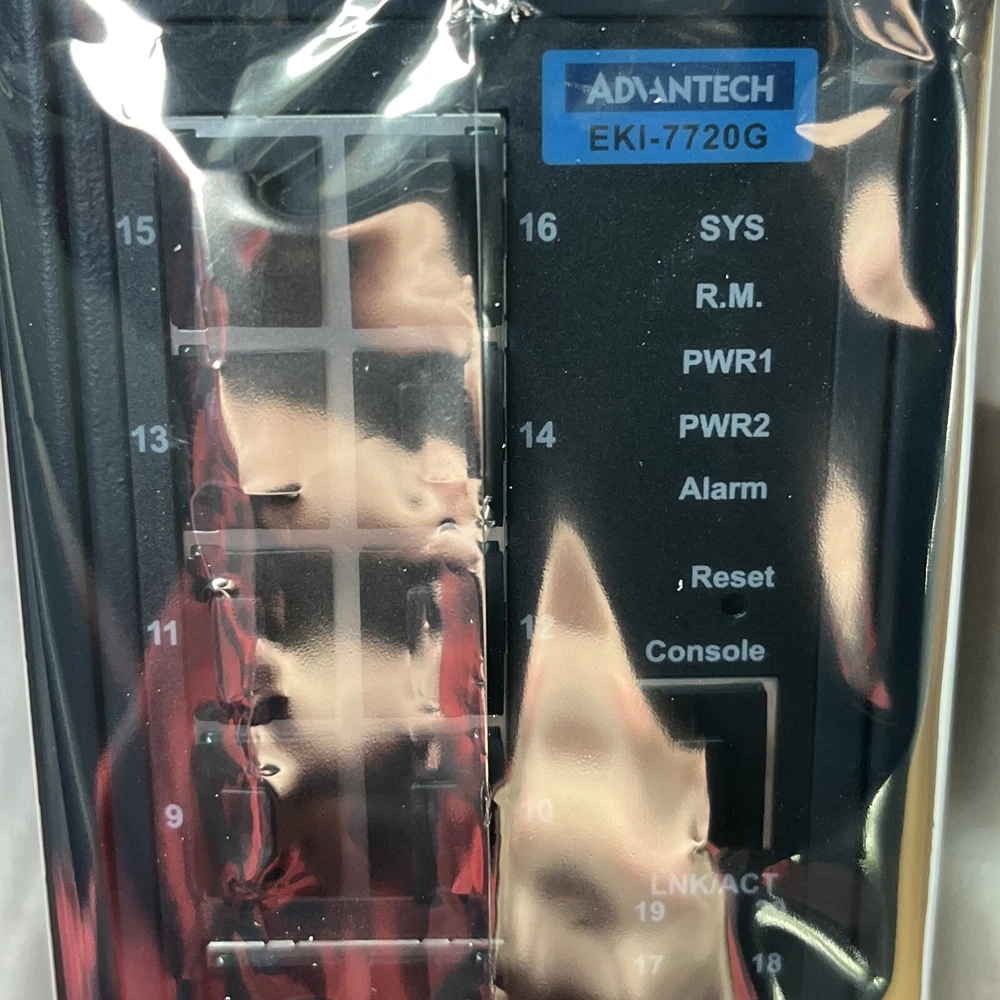 ADVANTECH
EKI-7720G
15
16
SYS
R.M.
PWR1
13
14
PWR2
Alarm
Reset
11
12
Console
9
10
LNK/ACT
19
17
18